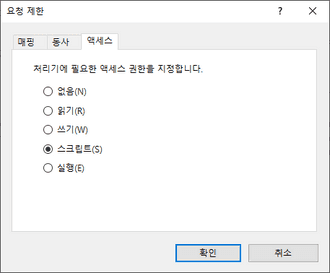 요청 제한
매핑 동사 액세스
처리기에 필요한 액세스 권한을 지정합니다.
없음(N)
읽기(R)
쓰기(W)
스크립트(S)
실행(E)
확인 취소